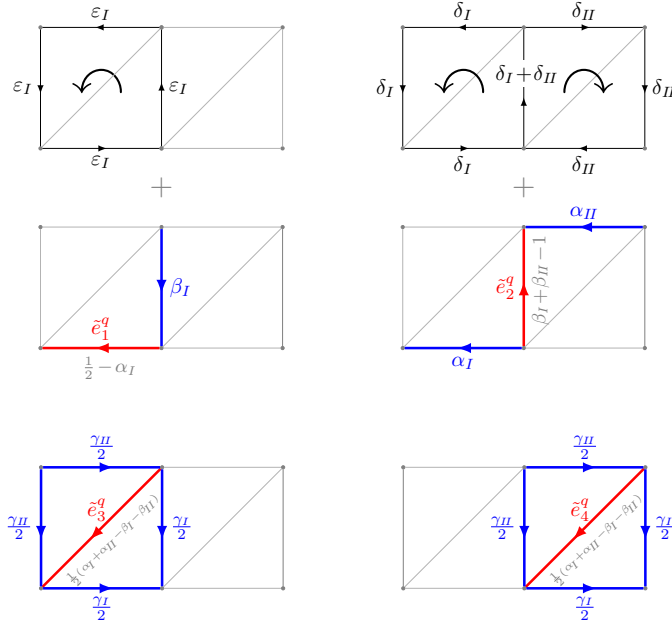 ε_I δ_I δ_II
ε_I ε_I δ_I δ_I + δ_II δ_II
ε_I δ_I δ_II
+ +
α_II
β_I ẽ_2^q β_I + β_II − 1
ẽ_1^q
1/2 − α_I α_I
γ_II/2 γ_II/2
γ_II/2 ẽ_3^q 1/2(α_I + α_II − β_I − β_II) γ_I/2 γ_II/2 ẽ_4^q 1/2(α_I + α_II − β_I − β_II) γ_I/2
γ_I/2 γ_I/2